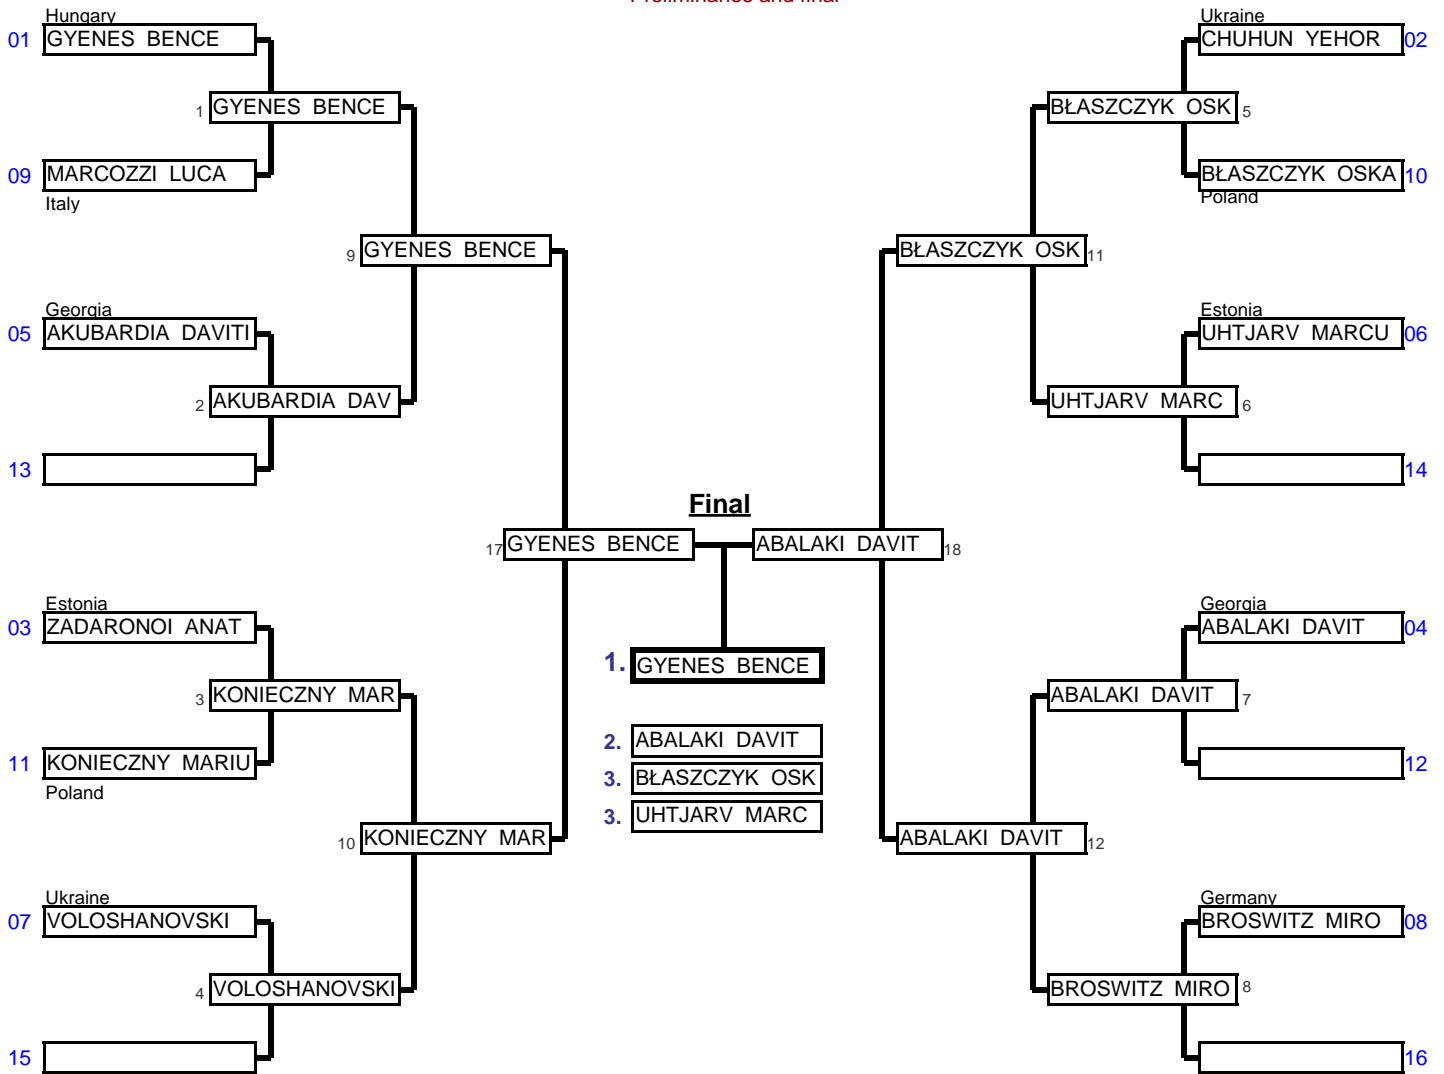 Preliminaries and final
Hungary
01 GYENES BENCE
1 GYENES BENCE
09 MARCOZZI LUCA
Italy
9 GYENES BENCE
Georgia
05 AKUBARDIA DAVITI
2 AKUBARDIA DAV
13
17 GYENES BENCE
Estonia
03 ZADARONOI ANAT
3 KONIECZNY MAR
11 KONIECZNY MARIU
Poland
10 KONIECZNY MAR
Ukraine
07 VOLOSHANOVSKI
4 VOLOSHANOVSKI
15
Final
1. GYENES BENCE
2. ABALAKI DAVIT
3. BŁASZCZYK OSK
3. UHTJARV MARC
Ukraine
CHUHUN YEHOR 02
BŁASZCZYK OSK 5
BŁASZCZYK OSKA 10
Poland
BŁASZCZYK OSK 11
Estonia
UHTJARV MARCU 06
UHTJARV MARC 6
14
ABALAKI DAVIT 18
Georgia
ABALAKI DAVIT 04
ABALAKI DAVIT 7
12
ABALAKI DAVIT 12
Germany
BROSWITZ MIRO 08
BROSWITZ MIRO 8
16